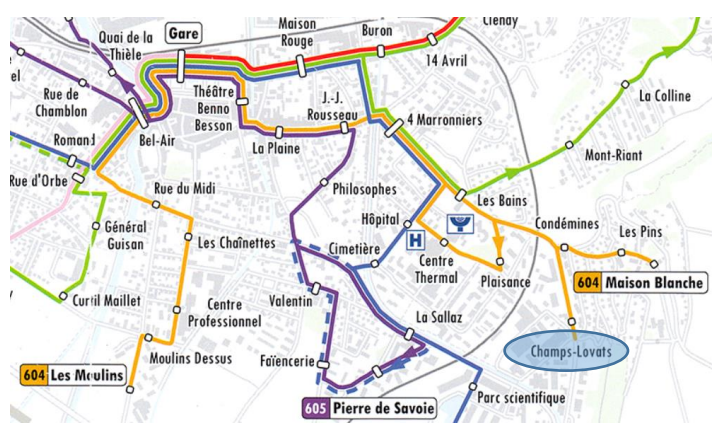 Quai de la
Thièle
Gare
Maison
Rouge
Buron
Clendy
14 Avril
Rue de
Chamblon
Théâtre
Benno
Besson
J.-J.
Rousseau
La Colline
Romand
Bel-Air
La Plaine
4 Marronniers
Mont-Riant
Rue d'Orbe
Rue du Midi
Philosophes
Les Bains
Général
Guisan
Les Chaînettes
Hôpital
H
Condémines
Les Pins
Cimetière
Centre
Thermal
Plaisance
604 Maison Blanche
Curtil Maillet
Centre
Professionnel
Valentin
La Sallaz
Moulins Dessus
Champs-Lovats
604 Les Moulins
Faïencerie
605 Pierre de Savoie
Parc scientifique